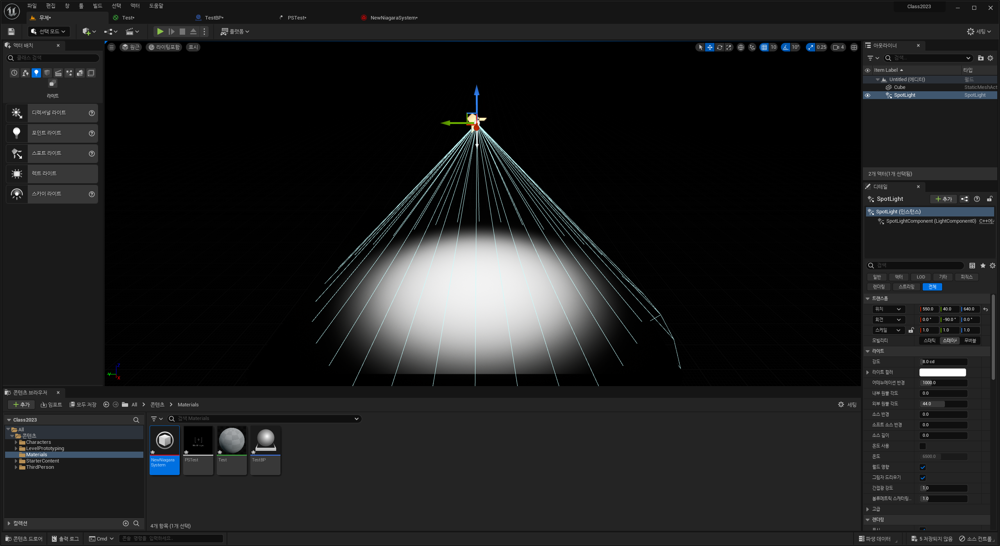 파일 편집 창 툴 빌드 선택 액터 도움말
Class2023
무제*
Test*
TestBP*
PSTest*
NewNiagaraSystem*
선택 모드
플랫폼
세팅
액터 배치
클래스 검색
라이트
디렉셔널 라이트
포인트 라이트
스포트 라이트
렉트 라이트
스카이 라이트
원근
라이팅포함
표시
10
10°
0.25
4
Z
Y
X
아웃라이너
검색...
Item Label
타입
Untitled (에디터)
월드
Cube
StaticMeshAct
SpotLight
SpotLight
2개 액터(1개 선택됨)
디테일
SpotLight
추가
SpotLight (인스턴스)
SpotLightComponent (LightComponent0)
C++에
검색
일반
액터
LOD
기타
피직스
렌더링
스트리밍
전체
트랜스폼
위치 550.0 40.0 640.0
회전 0.0 ° -90.0 ° 0.0 °
스케일 1.0 1.0 1.0
모빌리티 스태틱 스테이 무버블
라이트
강도 8.0 cd
라이트 컬러
어테뉴에이션 반경 1000.0
내부 원뿔 각도 0.0
외부 원뿔 각도 44.0
소스 반경 0.0
소프트 소스 반경 0.0
소스 길이 0.0
온도 사용
온도 6500.0
월드 영향
그림자 드리우기
간접광 강도 1.0
볼류메트릭 스캐터링... 1.0
고급
렌더링
콘텐츠 브라우저
추가
임포트
모두 저장
All
콘텐츠
Materials
세팅
Class2023
All
콘텐츠
Characters
LevelPrototyping
Materials
StarterContent
ThirdPerson
컬렉션
검색 Materials
NewNiagara
System
No Image
PSTest
Test
TestBP
4개 항목 (1개 선택)
콘텐츠 드로어
출력 로그
Cmd
콘솔 명령을 입력하세요.
파생 데이터
5 저장되지 않음
소스 컨트롤